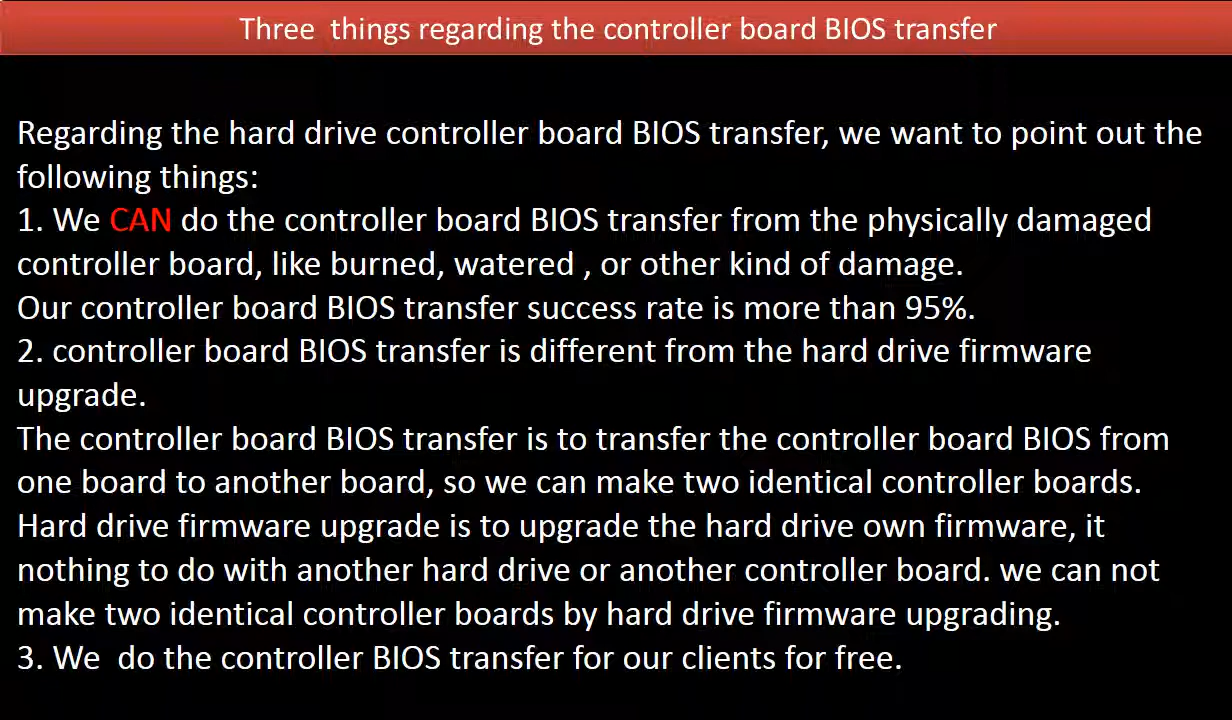 Three  things regarding the controller board BIOS transfer
Regarding the hard drive controller board BIOS transfer, we want to point out the
following things:
1. We CAN do the controller board BIOS transfer from the physically damaged
controller board, like burned, watered , or other kind of damage.
Our controller board BIOS transfer success rate is more than 95%.
2. controller board BIOS transfer is different from the hard drive firmware
upgrade.
The controller board BIOS transfer is to transfer the controller board BIOS from
one board to another board, so we can make two identical controller boards.
Hard drive firmware upgrade is to upgrade the hard drive own firmware, it
nothing to do with another hard drive or another controller board. we can not
make two identical controller boards by hard drive firmware upgrading.
3. We  do the controller BIOS transfer for our clients for free.